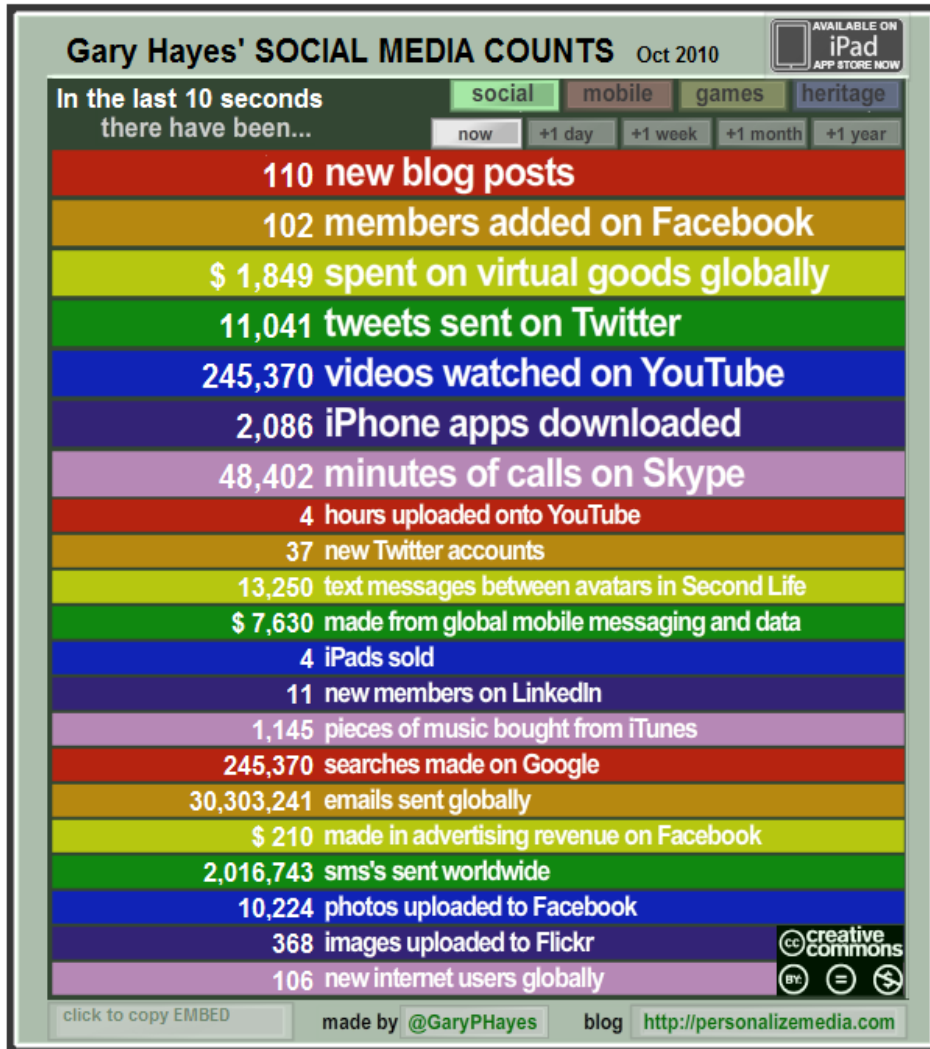 Gary Hayes' SOCIAL MEDIA COUNTS Oct 2010
AVAILABLE ON
iPad
APP STORE NOW
In the last 10 seconds
there have been...
social mobile games heritage
now +1 day +1 week +1 month +1 year
110 new blog posts
102 members added on Facebook
$ 1,849 spent on virtual goods globally
11,041 tweets sent on Twitter
245,370 videos watched on YouTube
2,086 iPhone apps downloaded
48,402 minutes of calls on Skype
4 hours uploaded onto YouTube
37 new Twitter accounts
13,250 text messages between avatars in Second Life
$ 7,630 made from global mobile messaging and data
4 iPads sold
11 new members on LinkedIn
1,145 pieces of music bought from iTunes
245,370 searches made on Google
30,303,241 emails sent globally
$ 210 made in advertising revenue on Facebook
2,016,743 sms's sent worldwide
10,224 photos uploaded to Facebook
368 images uploaded to Flickr
106 new internet users globally
cc creative
commons
BY: = $
click to copy EMBED made by @GaryPHayes blog http://personalizemedia.com